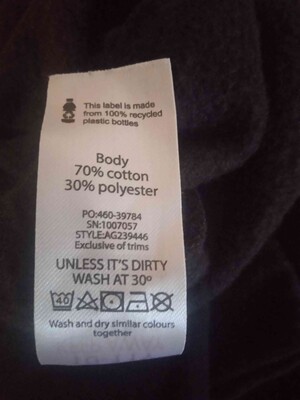 This label is made
from 100% recycled
plastic bottles
Body
70% cotton
30% polyester
PO:460-39784
SN:1007057
STYLE:AG239446
Exclusive of trims
UNLESS IT'S DIRTY
WASH AT 30º
40
Wash and dry similar colours
together